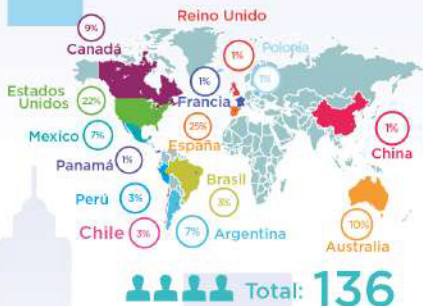 Reino Unido
9%
Canadá
1%
Polonia
1%
1%
Estados
Unidos
22%
Francia
Mexico
7%
25%
España
1%
China
Panamá
1%
Brasil
3%
Perú
3%
Chile
3%
7%
Argentina
10%
Australia
Total: 136